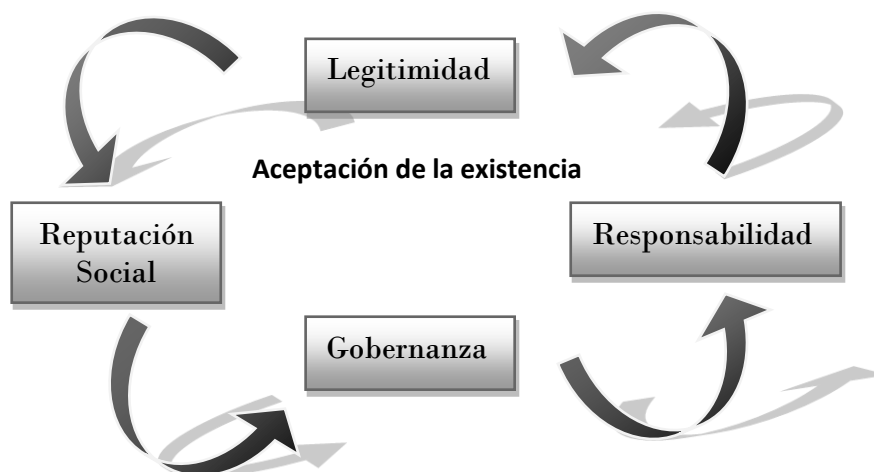 Legitimidad
Aceptación de la existencia
Reputación
Social
Responsabilidad
Gobernanza